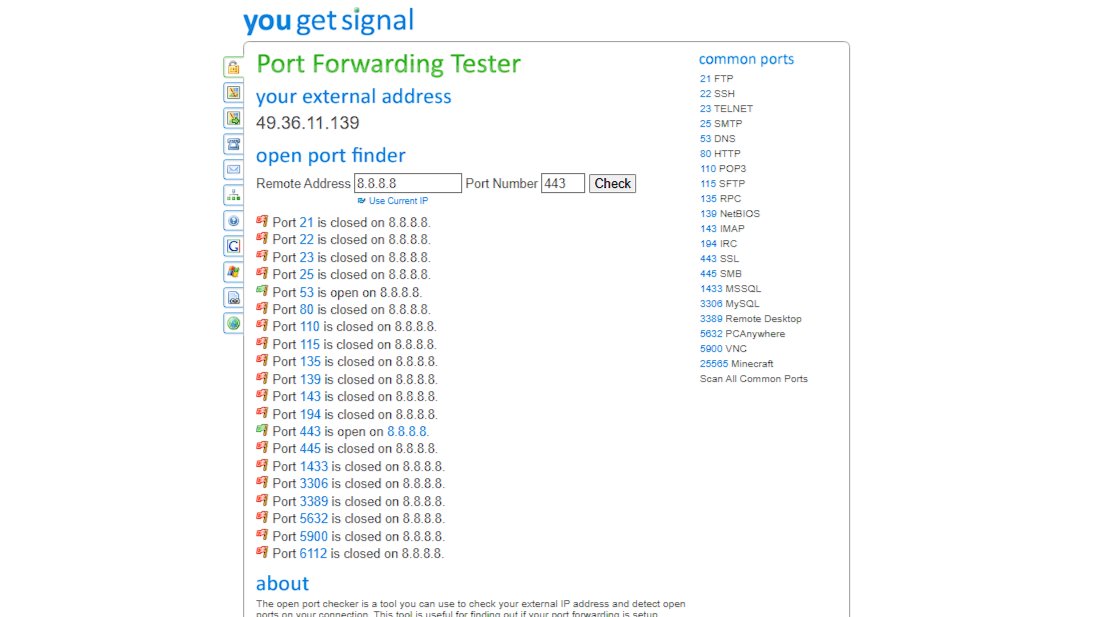 you get signal
Port Forwarding Tester
your external address
49.36.11.139
open port finder
Remote Address 8.8.8.8 Port Number 443 Check
Use Current IP
Port 21 is closed on 8.8.8.8.
Port 22 is closed on 8.8.8.8.
Port 23 is closed on 8.8.8.8.
Port 25 is closed on 8.8.8.8.
Port 53 is open on 8.8.8.8.
Port 80 is closed on 8.8.8.8.
Port 110 is closed on 8.8.8.8.
Port 115 is closed on 8.8.8.8.
Port 135 is closed on 8.8.8.8.
Port 139 is closed on 8.8.8.8.
Port 143 is closed on 8.8.8.8.
Port 194 is closed on 8.8.8.8.
Port 443 is open on 8.8.8.8.
Port 445 is closed on 8.8.8.8.
Port 1433 is closed on 8.8.8.8.
Port 3306 is closed on 8.8.8.8.
Port 3389 is closed on 8.8.8.8.
Port 5632 is closed on 8.8.8.8.
Port 5900 is closed on 8.8.8.8.
Port 6112 is closed on 8.8.8.8.
about
The open port checker is a tool you can use to check your external IP address and detect open
ports on your connection. This tool is useful for finding out if your port forwarding is setup
common ports
21 FTP
22 SSH
23 TELNET
25 SMTP
53 DNS
80 HTTP
110 POP3
115 SFTP
135 RPC
139 NetBIOS
143 IMAP
194 IRC
443 SSL
445 SMB
1433 MSSQL
3306 MySQL
3389 Remote Desktop
5632 PCAnywhere
5900 VNC
25565 Minecraft
Scan All Common Ports
G